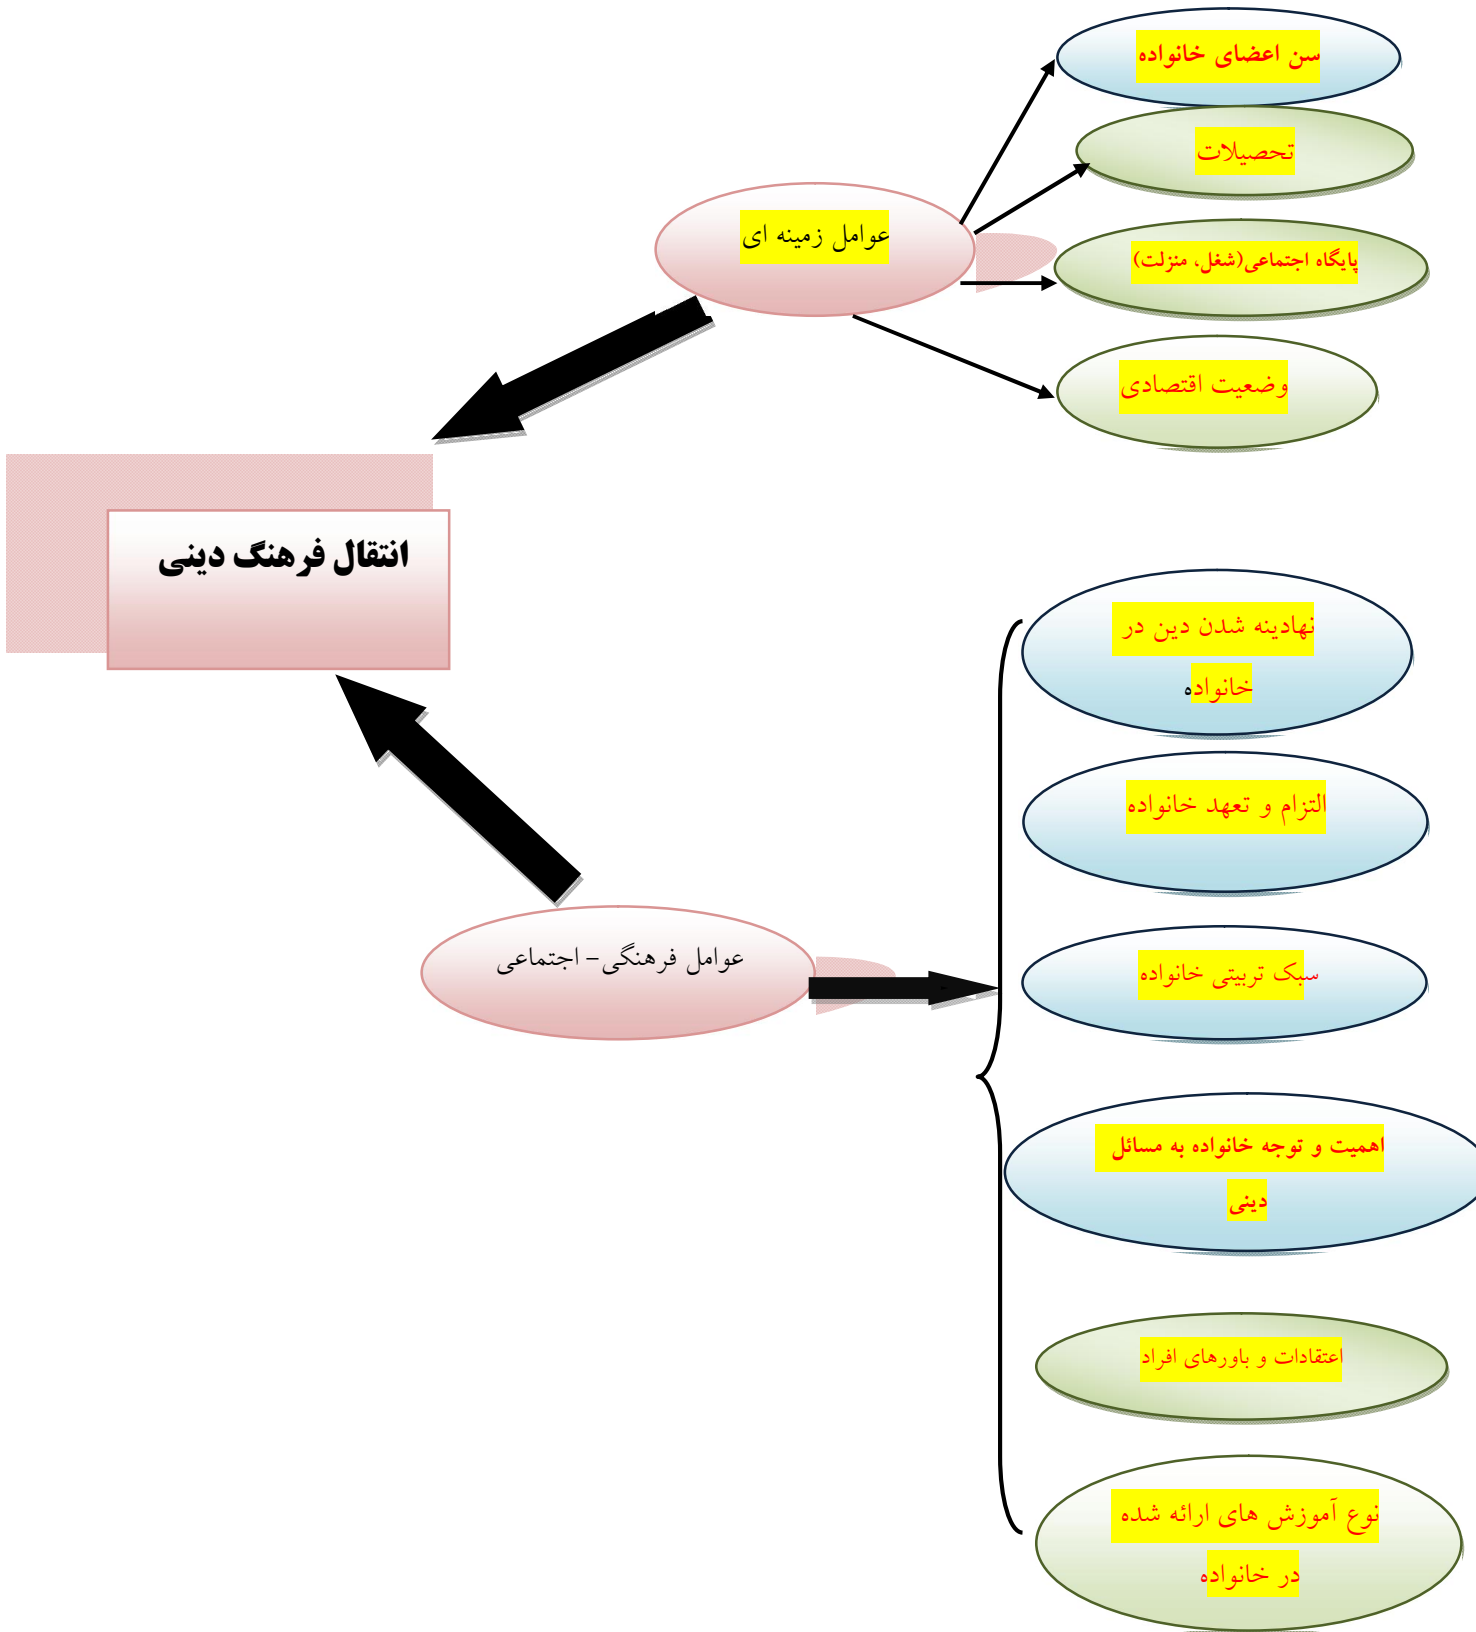 سن اعضای خانواده
تحصیلات
عوامل زمینه ای
پایگاه اجتماعی(شغل، منزلت)
وضعیت اقتصادی
انتقال فرهنگ دینی
نهادینه شدن دین در
خانواده
التزام و تعهد خانواده
عوامل فرهنگی- اجتماعی
سبک تربیتی خانواده
اهمیت و توجه خانواده به مسائل
دینی
اعتقادات و باورهای افراد
نوع آموزش های ارائه شده
در خانواده